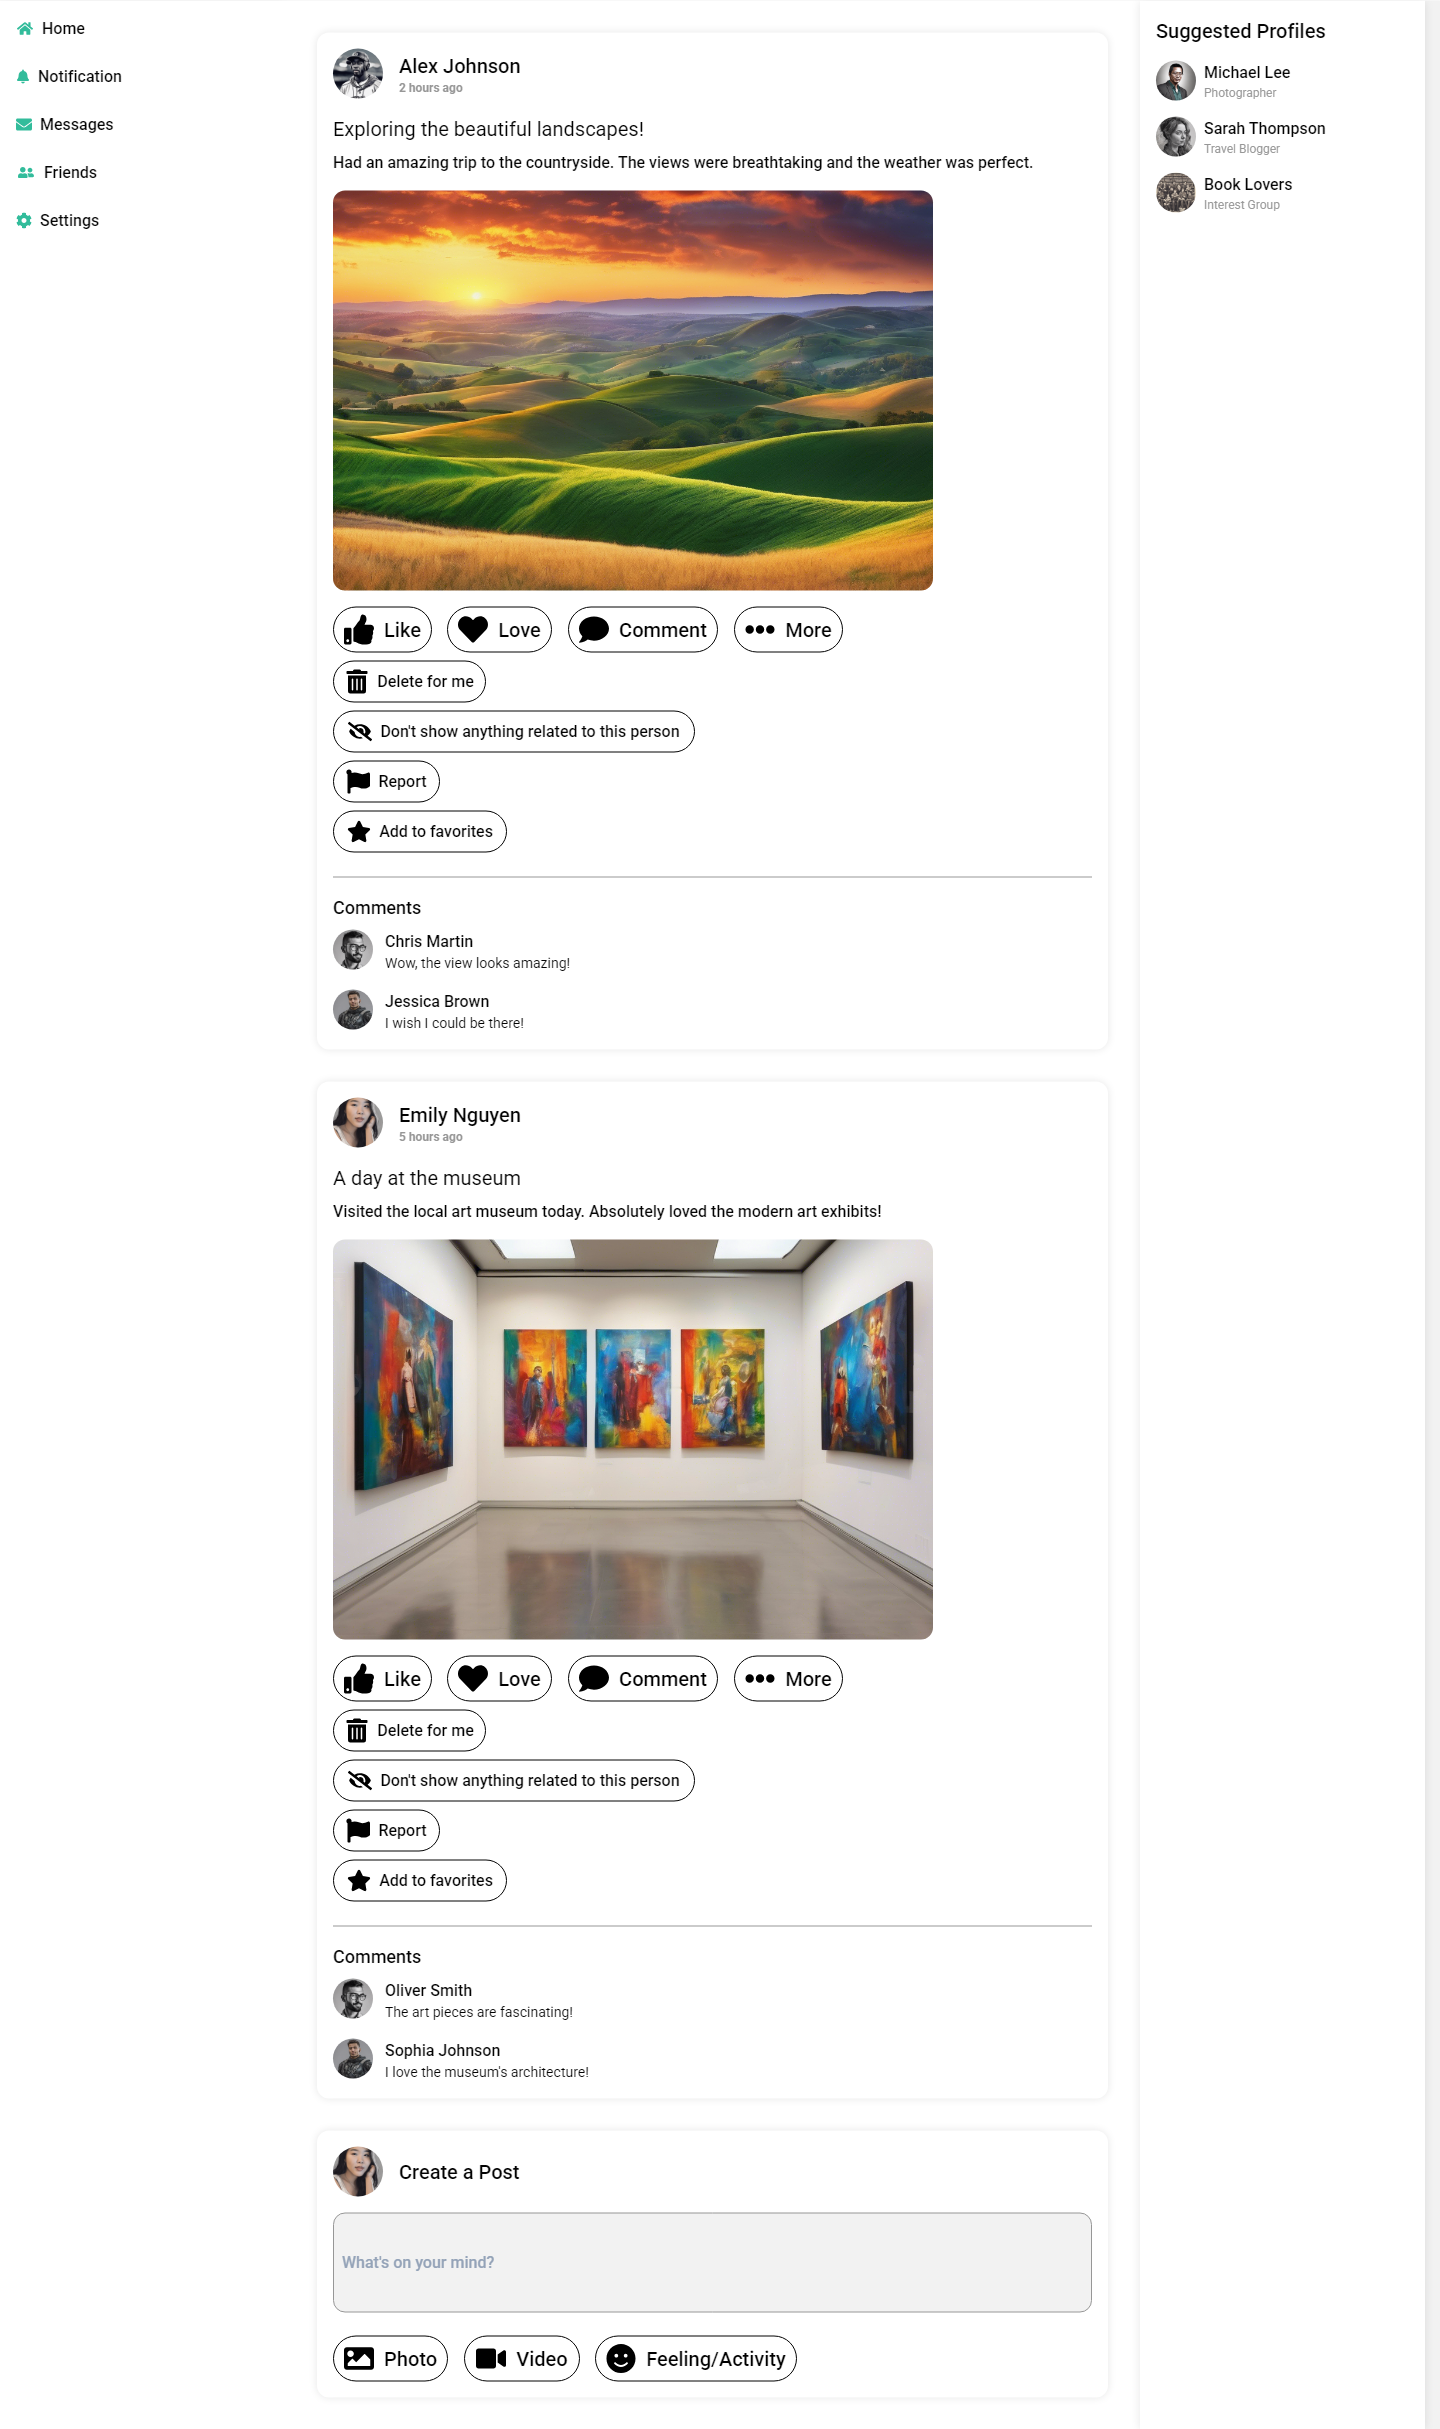 Home
Notification
Messages
Friends
Settings
Alex Johnson
2 hours ago
Exploring the beautiful landscapes!
Had an amazing trip to the countryside. The views were breathtaking and the weather was perfect.
Like Love Comment More
Delete for me
Don't show anything related to this person
Report
Add to favorites
Comments
Chris Martin
Wow, the view looks amazing!
Jessica Brown
I wish I could be there!
Emily Nguyen
5 hours ago
A day at the museum
Visited the local art museum today. Absolutely loved the modern art exhibits!
Like Love Comment More
Delete for me
Don't show anything related to this person
Report
Add to favorites
Comments
Oliver Smith
The art pieces are fascinating!
Sophia Johnson
I love the museum's architecture!
Create a Post
What's on your mind?
Photo Video Feeling/Activity
Suggested Profiles
Michael Lee
Photographer
Sarah Thompson
Travel Blogger
Book Lovers
Interest Group